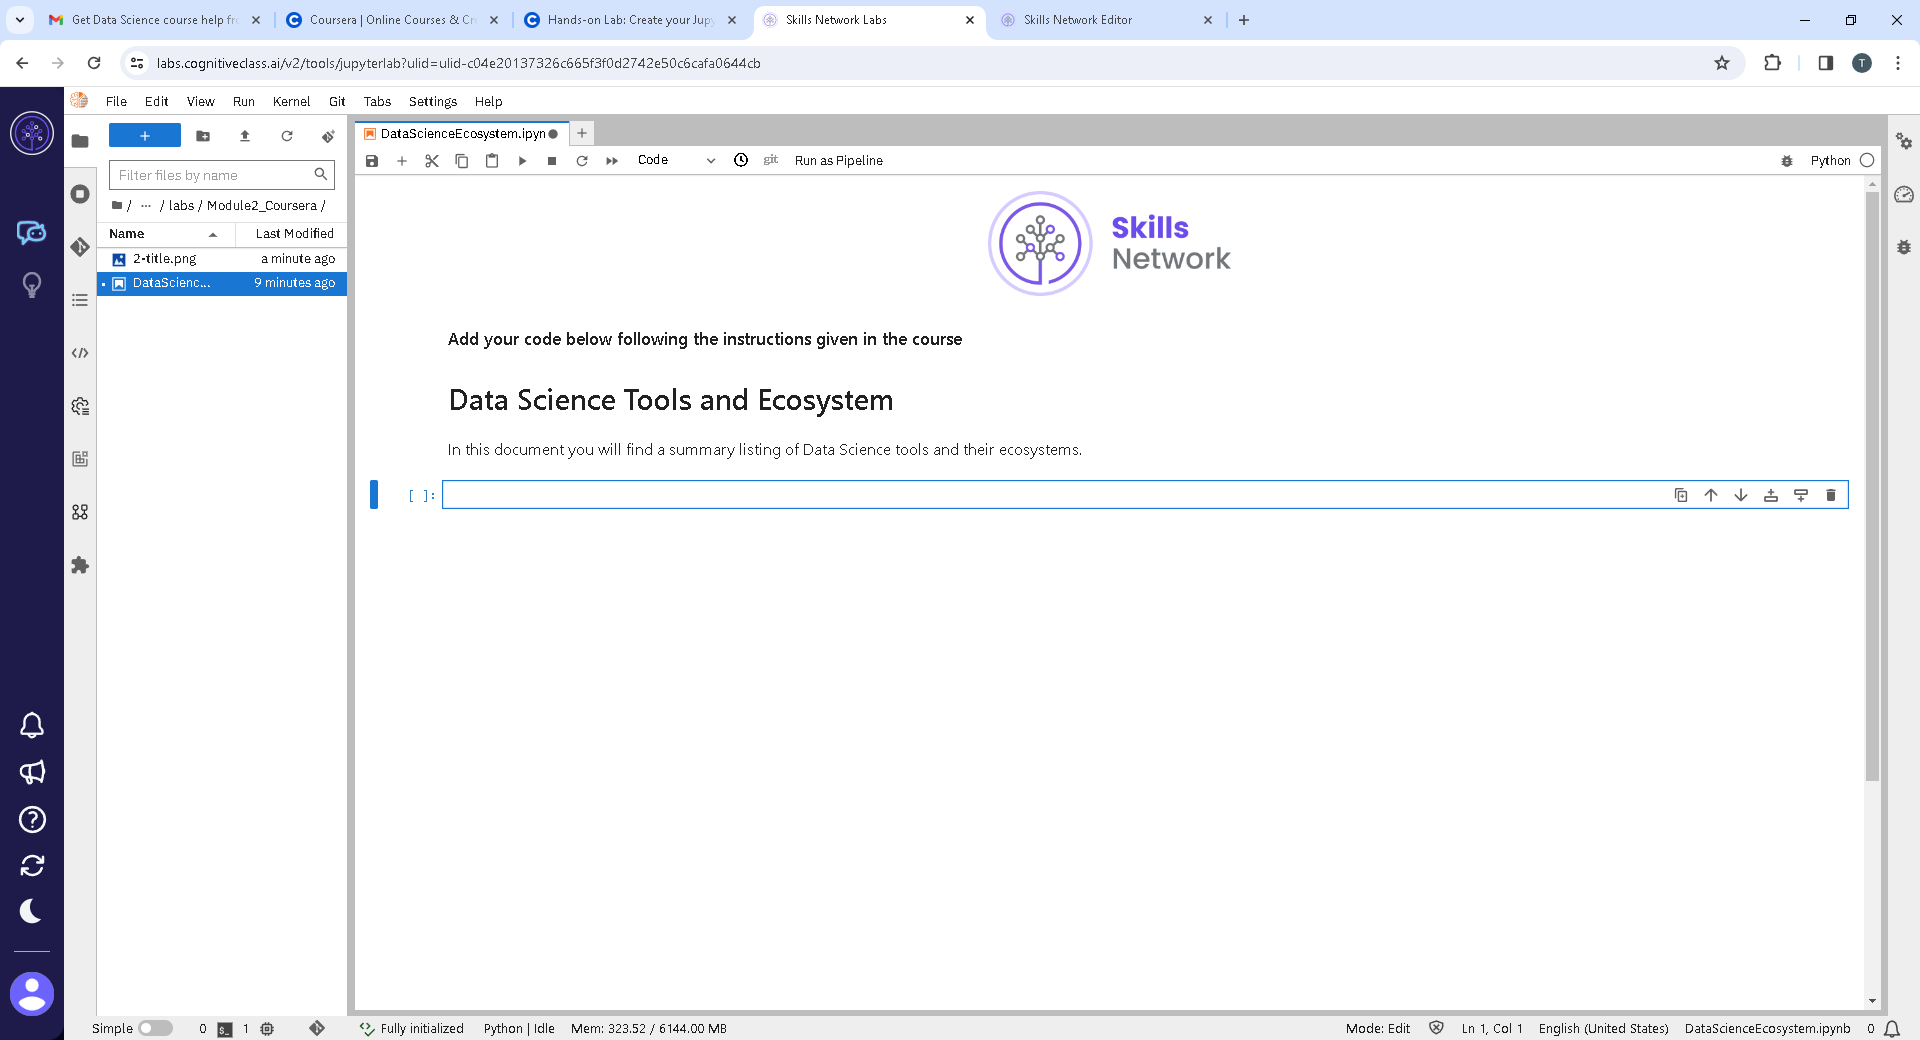 Get Data Science course help fr
Coursera | Online Courses & Cr
Hands-on Lab: Create your Jupy
Skills Network Labs
Skills Network Editor
labs.cognitiveclass.ai/v2/tools/jupyterlab?ulid=ulid-c04e20137326c665f3f0d2742e50c6cafa0644cb
T
File Edit View Run Kernel Git Tabs Settings Help
DataScienceEcosystem.ipyn
Code
git
Run as Pipeline
Python
Filter files by name
/ ... / labs / Module2_Coursera /
Name Last Modified
2-title.png a minute ago
DataScienc... 9 minutes ago
Skills
Network
Add your code below following the instructions given in the course
Data Science Tools and Ecosystem
In this document you will find a summary listing of Data Science tools and their ecosystems.
[ ]:
Simple 0 $_ 1 Fully initialized Python | Idle Mem: 323.52 / 6144.00 MB Mode: Edit Ln 1, Col 1 English (United States) DataScienceEcosystem.ipynb 0